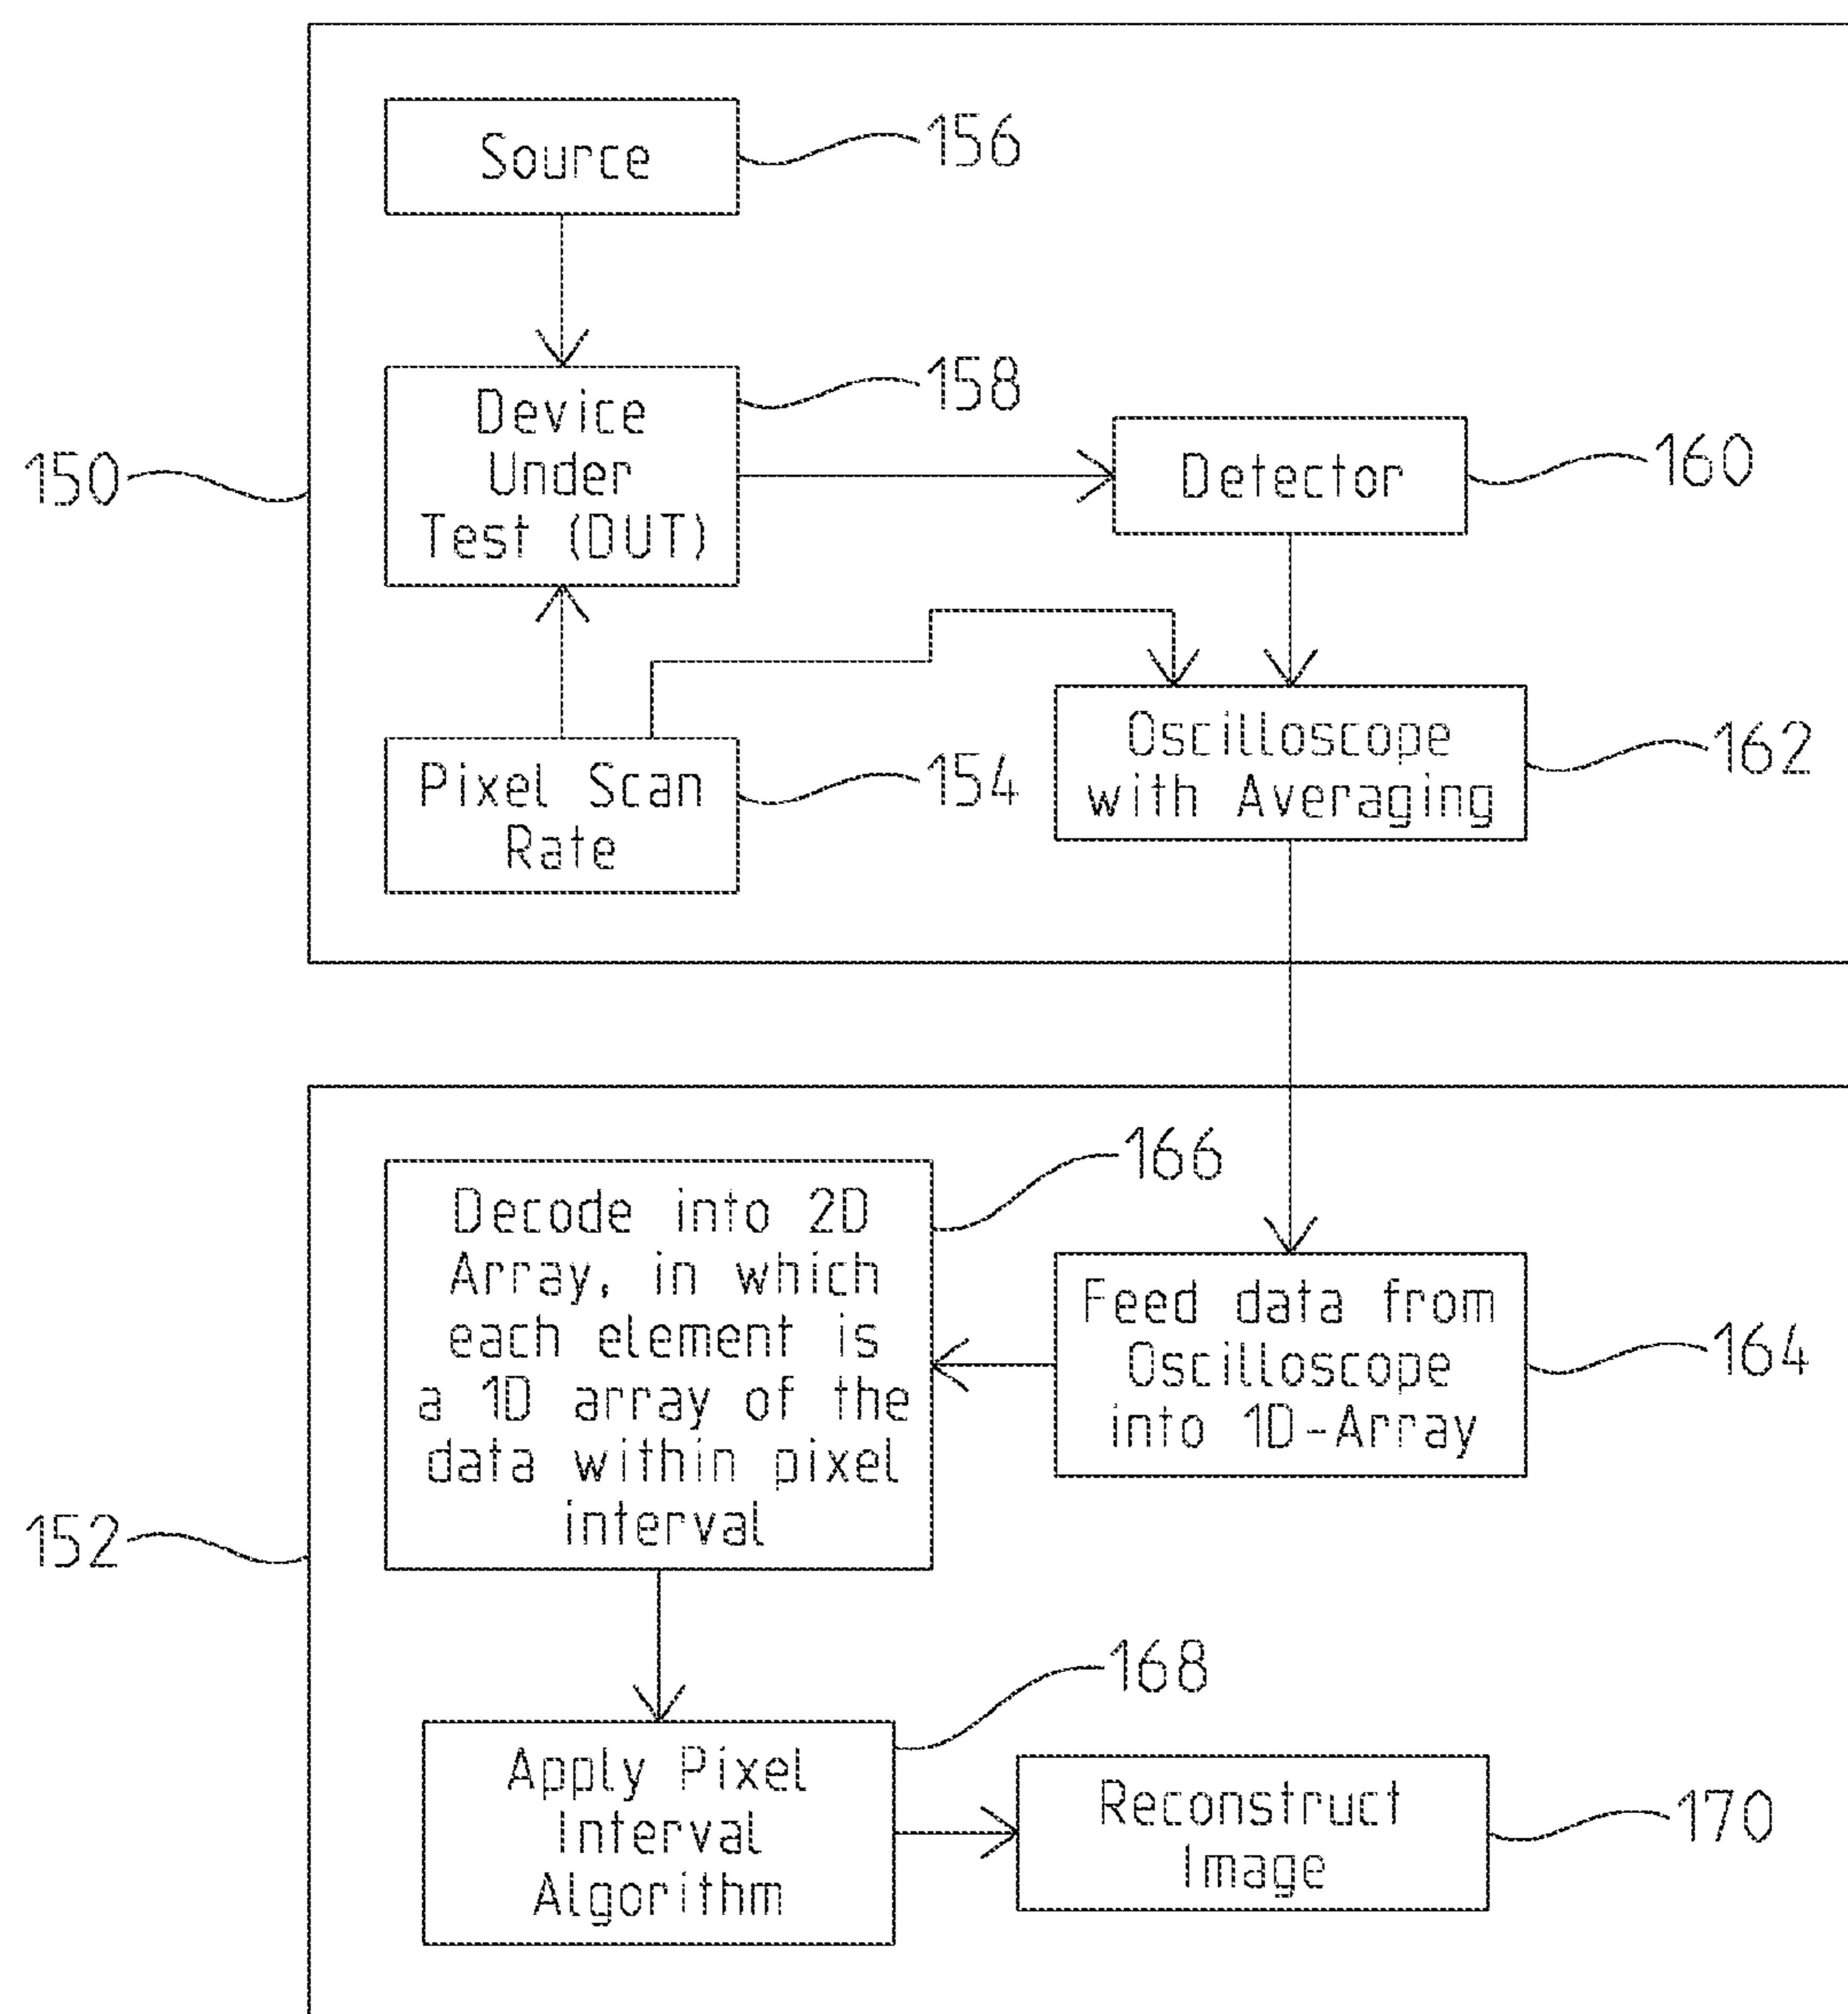 Source
156
Device
Under
Test (DUT)
158
150
Detector
160
Pixel Scan
Rate
154
Oscilloscope
with Averaging
162
Decode into 2D
Array, in which
each element is
a 1D array of the
data within pixel
interval
166
Feed data from
Oscilloscope
into 1D-Array
164
152
Apply Pixel
Interval
Algorithm
168
Reconstruct
Image
170